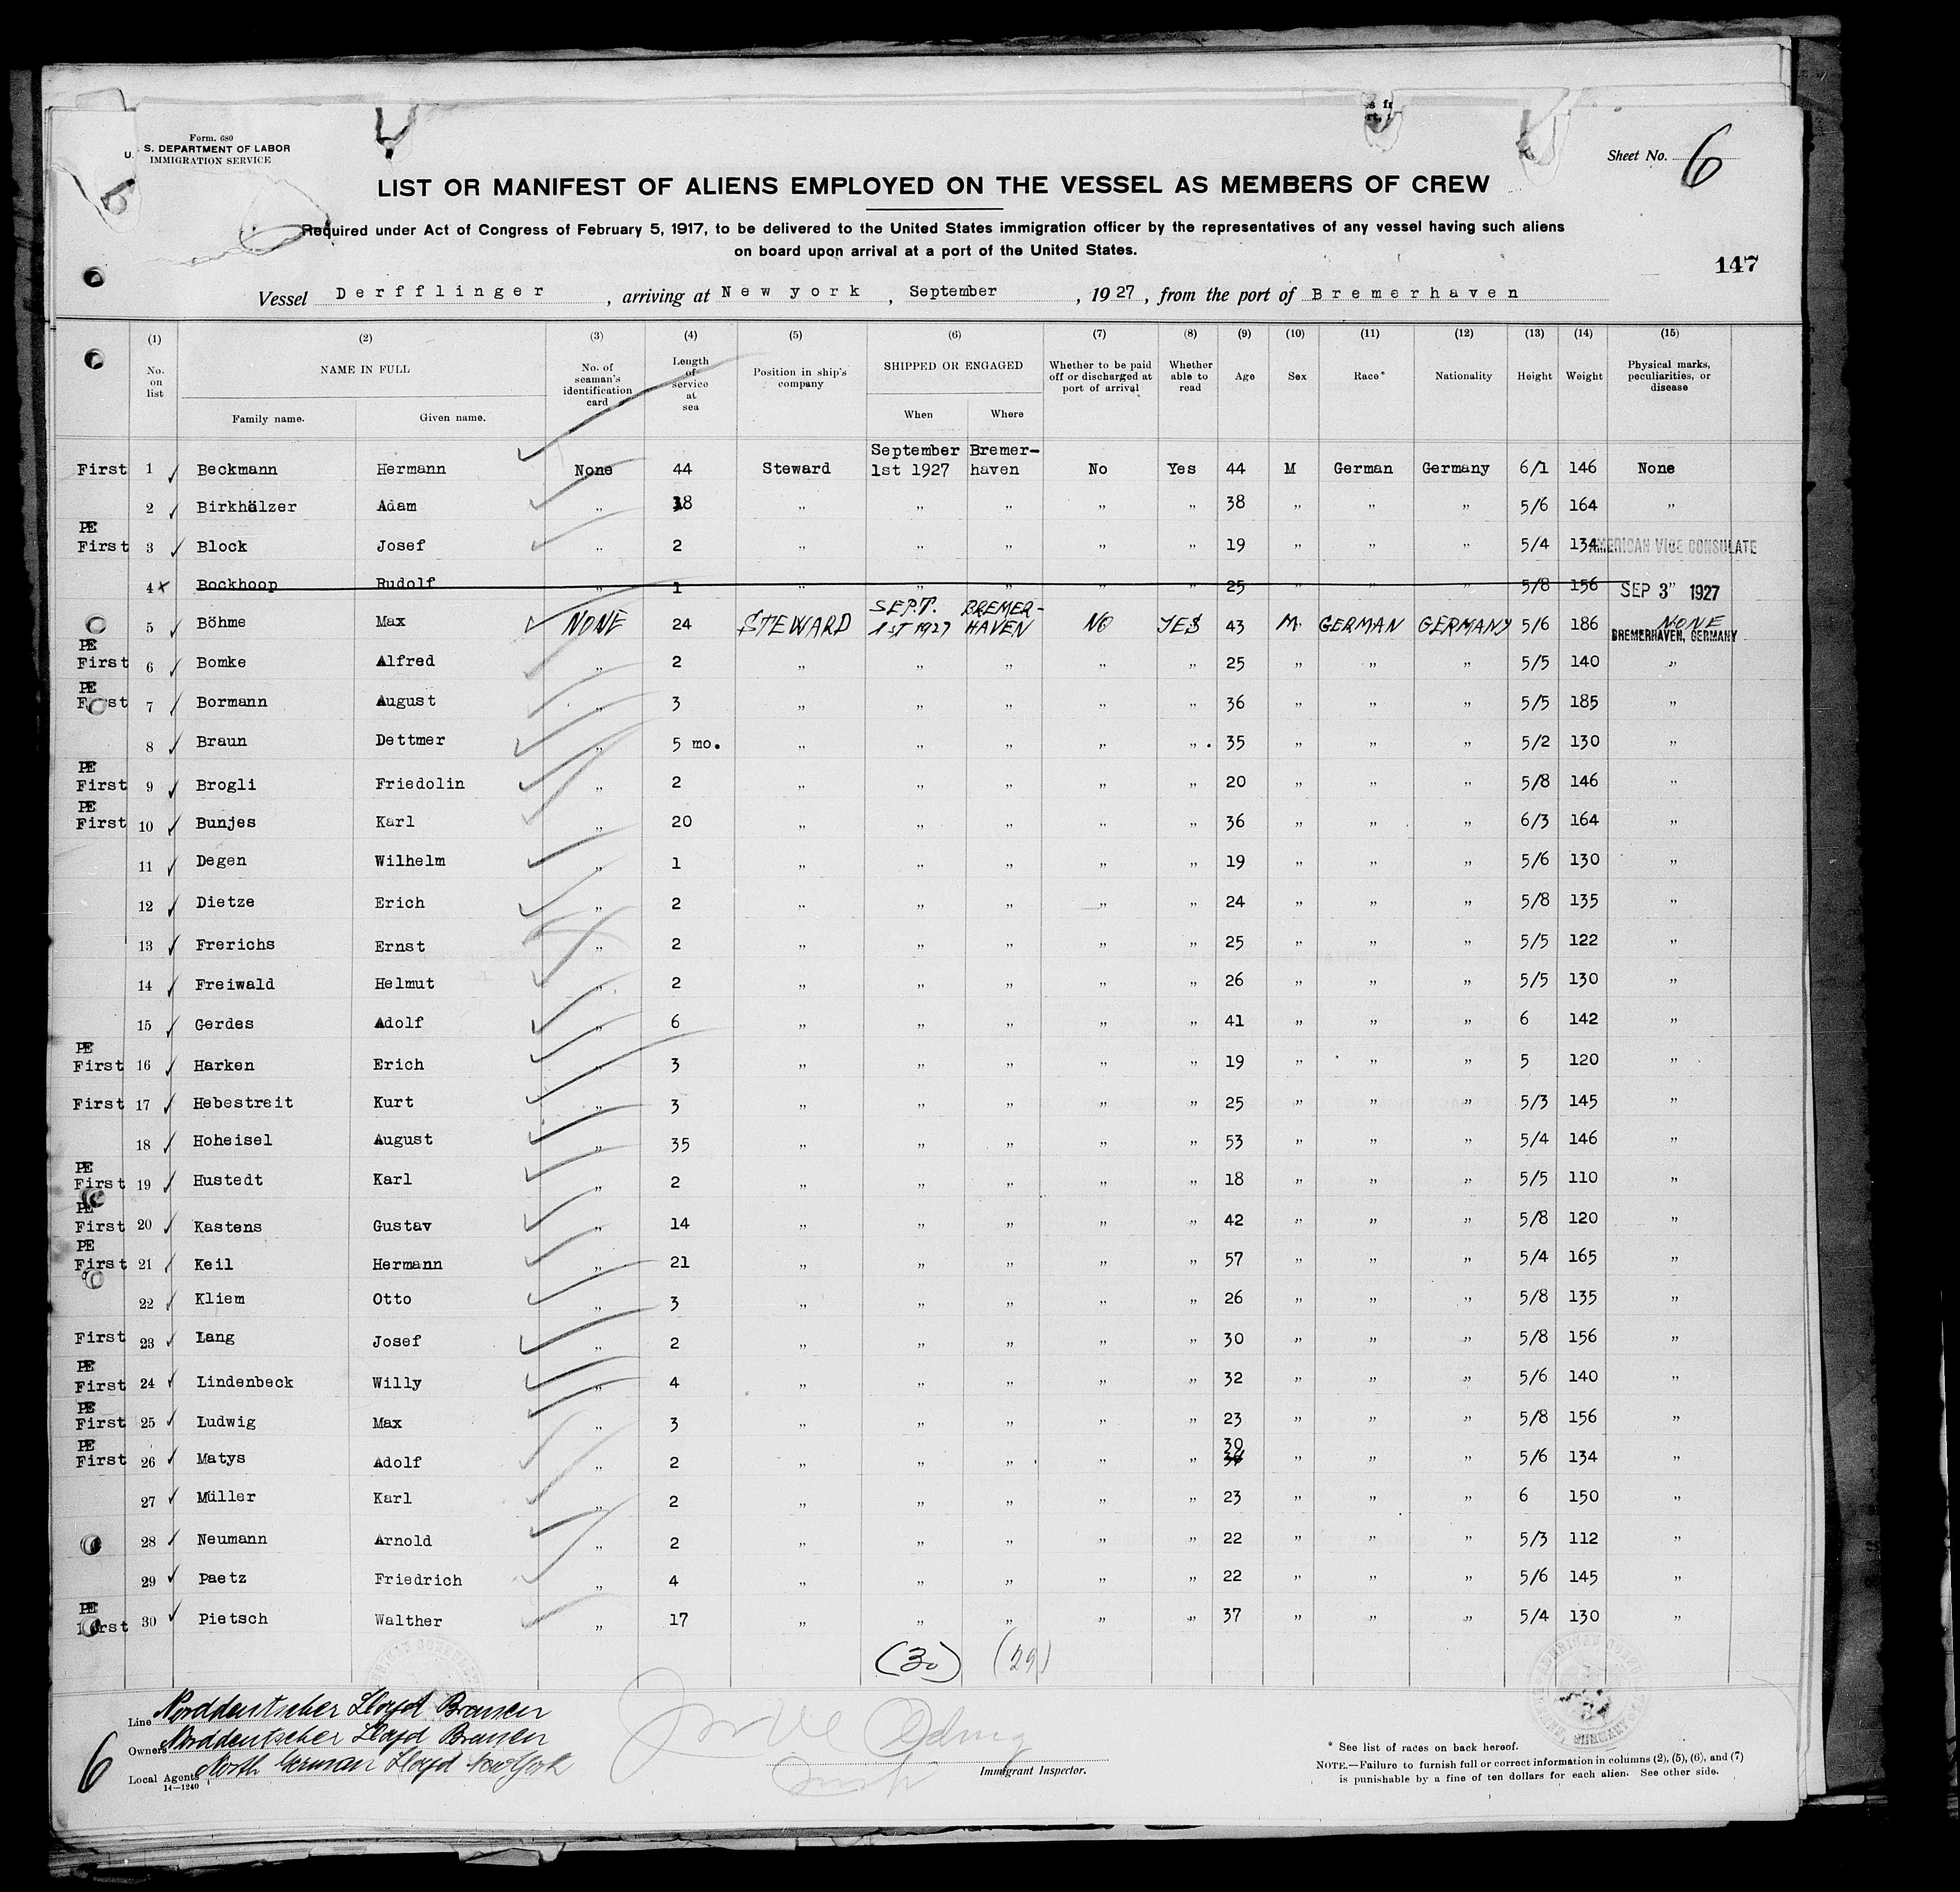 Form. 680
U. S. DEPARTMENT OF LABOR
IMMIGRATION SERVICE
Sheet No. 6
LIST OR MANIFEST OF ALIENS EMPLOYED ON THE VESSEL AS MEMBERS OF CREW
Required under Act of Congress of February 5, 1917, to be delivered to the United States immigration officer by the representatives of any vessel having such aliens
on board upon arrival at a port of the United States.
147
Vessel Derfflinger, arriving at New york, September, 1927, from the port of Bremerhaven
(1) (2) (3) (4) (5) (6) (7) (8) (9) (10) (11) (12) (13) (14) (15)
No. on list NAME IN FULL Family name. Given name. No. of seaman's identification card Length of service at sea Position in ship's company SHIPPED OR ENGAGED When Where Whether to be paid off or discharged at port of arrival Whether able to read Age Sex Race* Nationality Height Weight Physical marks, peculiarities, or disease
First 1 Beckmann Hermann None 44 Steward September 1st 1927 Bremer-haven No Yes 44 M German Germany 6/1 146 None
2 Birkhälzer Adam " 18 " " " " " 38 " " " 5/6 164 "
PE First 3 Block Josef " 2 " " " " " 19 " " " 5/4 134 "
AMERICAN VICE CONSULATE
4 x Bockhoop Rudolf " 1 " " " " " 25 " " " 5/8 156
SEP 3" 1927
5 Böhme Max NONE 24 STEWARD SEPT. 1ST 1927 BREMER-HAVEN NO YES 43 M GERMAN GERMANY 5/6 186 NONE
BREMERHAVEN, GERMANY
PE First 6 Bomke Alfred " 2 " " " " " 25 " " " 5/5 140 "
PE First 7 Bormann August " 3 " " " " " 36 " " " 5/5 185 "
8 Braun Dettmer " 5 mo. " " " " " 35 " " " 5/2 130 "
PE First 9 Brogli Friedolin " 2 " " " " " 20 " " " 5/8 146 "
PE First 10 Bunjes Karl " 20 " " " " " 36 " " " 6/3 164 "
11 Degen Wilhelm " 1 " " " " " 19 " " " 5/6 130 "
12 Dietze Erich " 2 " " " " " 24 " " " 5/8 135 "
13 Frerichs Ernst " 2 " " " " " 25 " " " 5/5 122 "
14 Freiwald Helmut " 2 " " " " " 26 " " " 5/5 130 "
15 Gerdes Adolf " 6 " " " " " 41 " " " 6 142 "
PE First 16 Harken Erich " 3 " " " " " 19 " " " 5 120 "
First 17 Hebestreit Kurt " 3 " " " " " 25 " " " 5/3 145 "
18 Hoheisel August " 35 " " " " " 53 " " " 5/4 146 "
PE First 19 Hustedt Karl " 2 " " " " " 18 " " " 5/5 110 "
PE First 20 Kastens Gustav " 14 " " " " " 42 " " " 5/8 120 "
PE First 21 Keil Hermann " 21 " " " " " 57 " " " 5/4 165 "
22 Kliem Otto " 3 " " " " " 26 " " " 5/8 135 "
First 23 Lang Josef " 2 " " " " " 30 " " " 5/8 156 "
PE First 24 Lindenbeck Willy " 4 " " " " " 32 " " " 5/6 140 "
PE First 25 Ludwig Max " 3 " " " " " 23 " " " 5/8 156 "
PE First 26 Matys Adolf " 2 " " " " " 30 " " " 5/6 134 "
27 Müller Karl " 2 " " " " " 23 " " " 6 150 "
28 Neumann Arnold " 2 " " " " " 22 " " " 5/3 112 "
29 Paetz Friedrich " 4 " " " " " 22 " " " 5/6 145 "
PE First 30 Pietsch Walther " 17 " " " " " 37 " " " 5/4 130 "
(30) (29)
Line Norddeutscher Lloyd Bremen
Owners Norddeutscher Lloyd Bremen
Local Agents North German Lloyd New York
14—1240
6
Immigrant Inspector.
* See list of races on back hereof.
NOTE.—Failure to furnish full or correct information in columns (2), (5), (6), and (7)
is punishable by a fine of ten dollars for each alien. See other side.